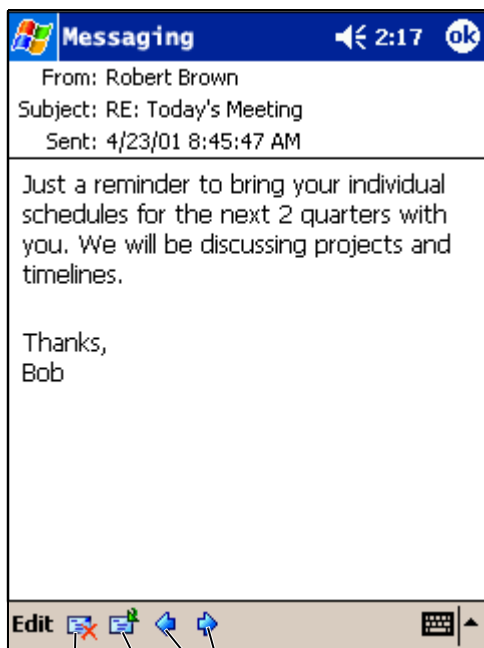 Messaging 2:17 ok
From: Robert Brown
Subject: RE: Today's Meeting
Sent: 4/23/01 8:45:47 AM
Just a reminder to bring your individual
schedules for the next 2 quarters with
you. We will be discussing projects and
timelines.
Thanks,
Bob
Edit